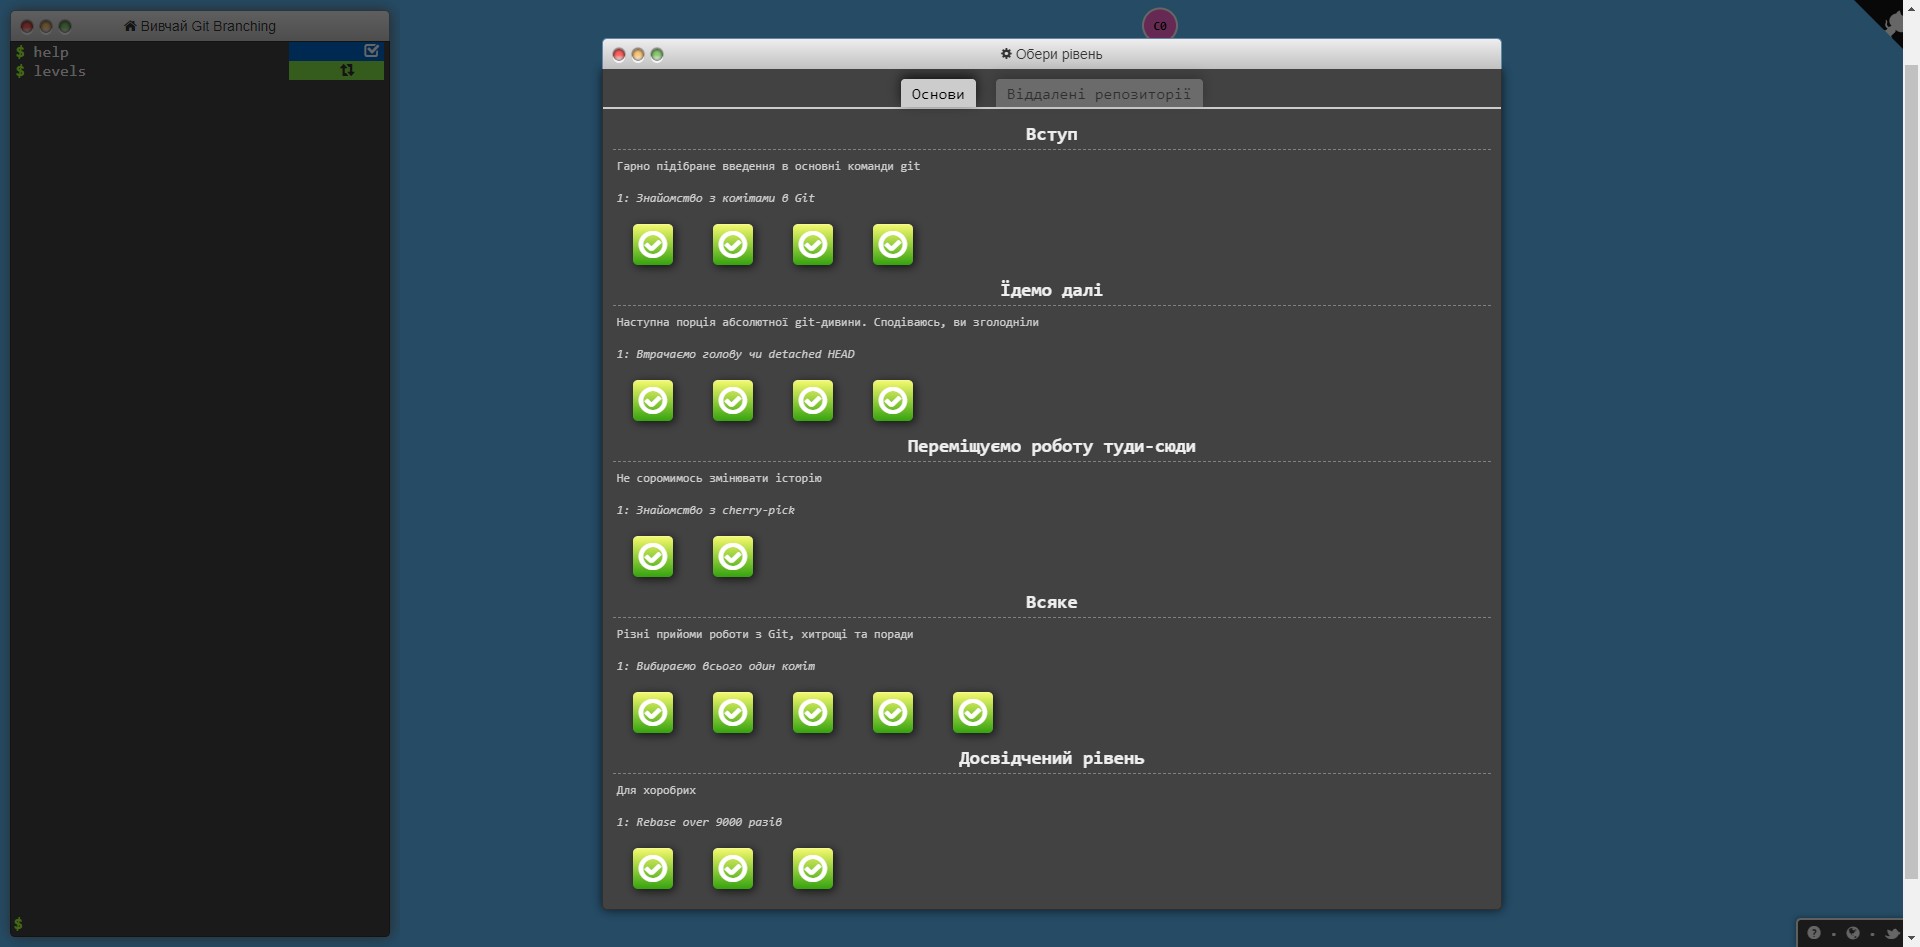 Вивчай Git Branching
$ help
$ levels
$
C0
Обери рівень
Основи
Віддалені репозиторії
Вступ
Гарно підібране введення в основні команди git
1: Знайомство з комітами в Git
Їдемо далі
Наступна порція абсолютної git-дивини. Сподіваюсь, ви зголодніли
1: Втрачаємо голову чи detached HEAD
Переміщуємо роботу туди-сюди
Не соромимось змінювати історію
1: Знайомство з cherry-pick
Всяке
Різні прийоми роботи з Git, хитрощі та поради
1: Вибираємо всього один коміт
Досвідчений рівень
Для хоробрих
1: Rebase over 9000 разів